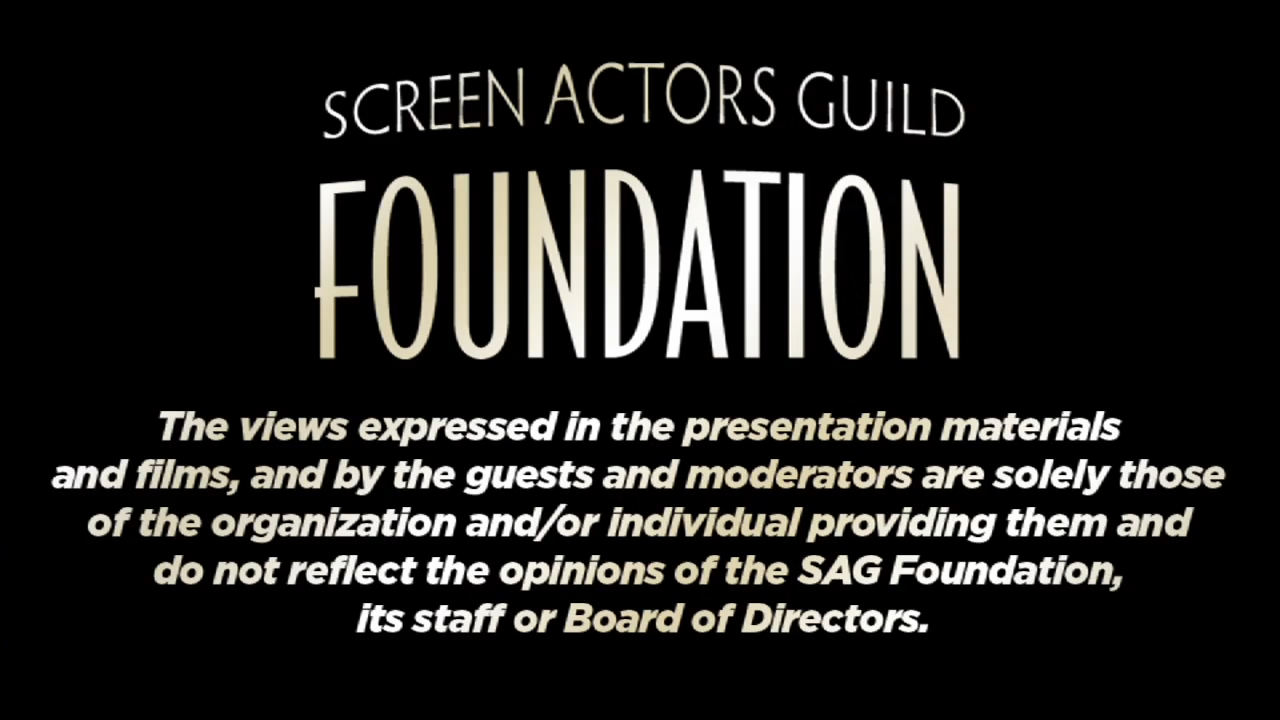 SCREEN ACTORS GUILD
FOUNDATION
The views expressed in the presentation materials
and films, and by the guests and moderators are solely those
of the organization and/or individual providing them and
do not reflect the opinions of the SAG Foundation,
its staff or Board of Directors.